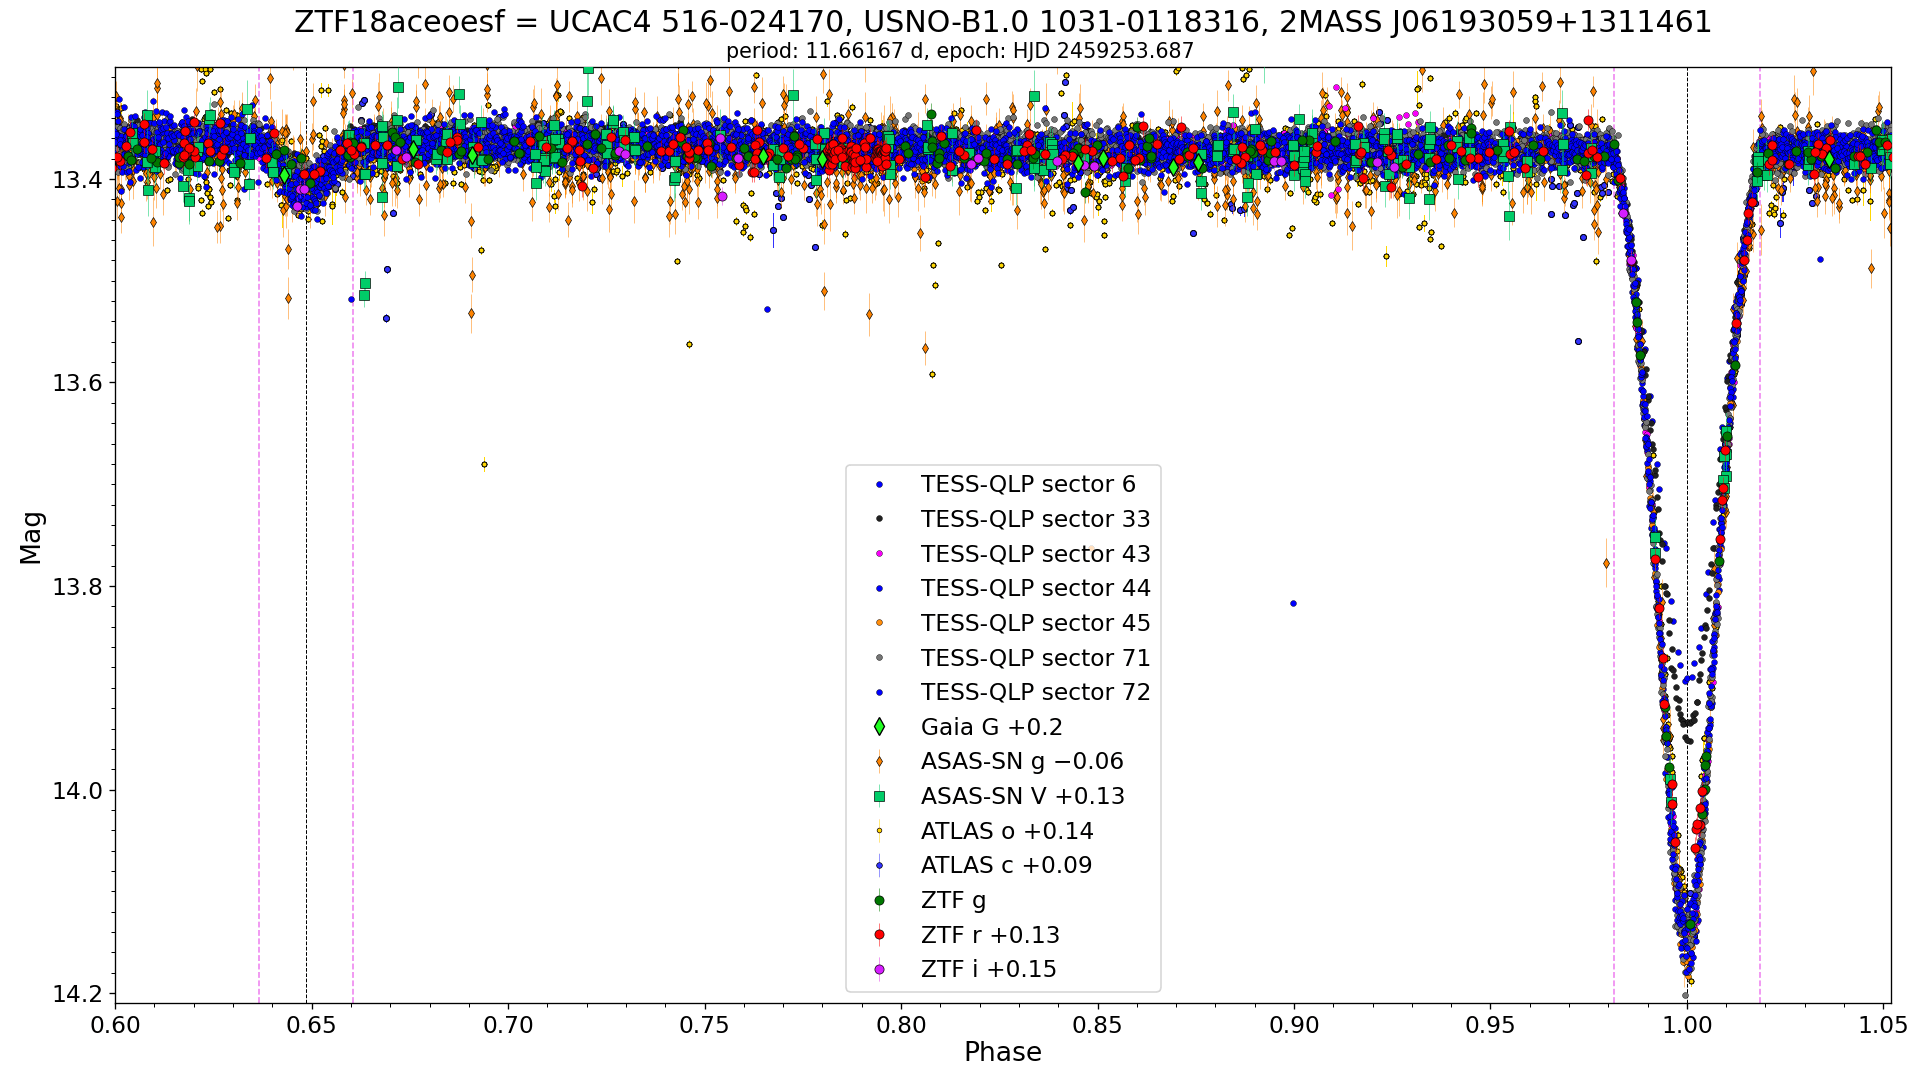 ZTF18aceoesf = UCAC4 516-024170, USNO-B1.0 1031-0118316, 2MASS J06193059+1311461
period: 11.66167 d, epoch: HJD 2459253.687
Mag
13.4
13.6
13.8
14.0
14.2
TESS-QLP sector 6
TESS-QLP sector 33
TESS-QLP sector 43
TESS-QLP sector 44
TESS-QLP sector 45
TESS-QLP sector 71
TESS-QLP sector 72
Gaia G +0.2
ASAS-SN g −0.06
ASAS-SN V +0.13
ATLAS o +0.14
ATLAS c +0.09
ZTF g
ZTF r +0.13
ZTF i +0.15
0.60 0.65 0.70 0.75 0.80 0.85 0.90 0.95 1.00 1.05
Phase